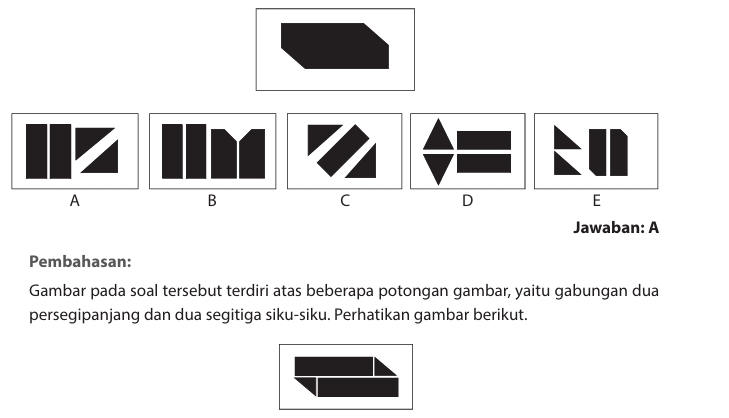 A B C D E
Jawaban: A
Pembahasan:
Gambar pada soal tersebut terdiri atas beberapa potongan gambar, yaitu gabungan dua
persegipanjang dan dua segitiga siku-siku. Perhatikan gambar berikut.